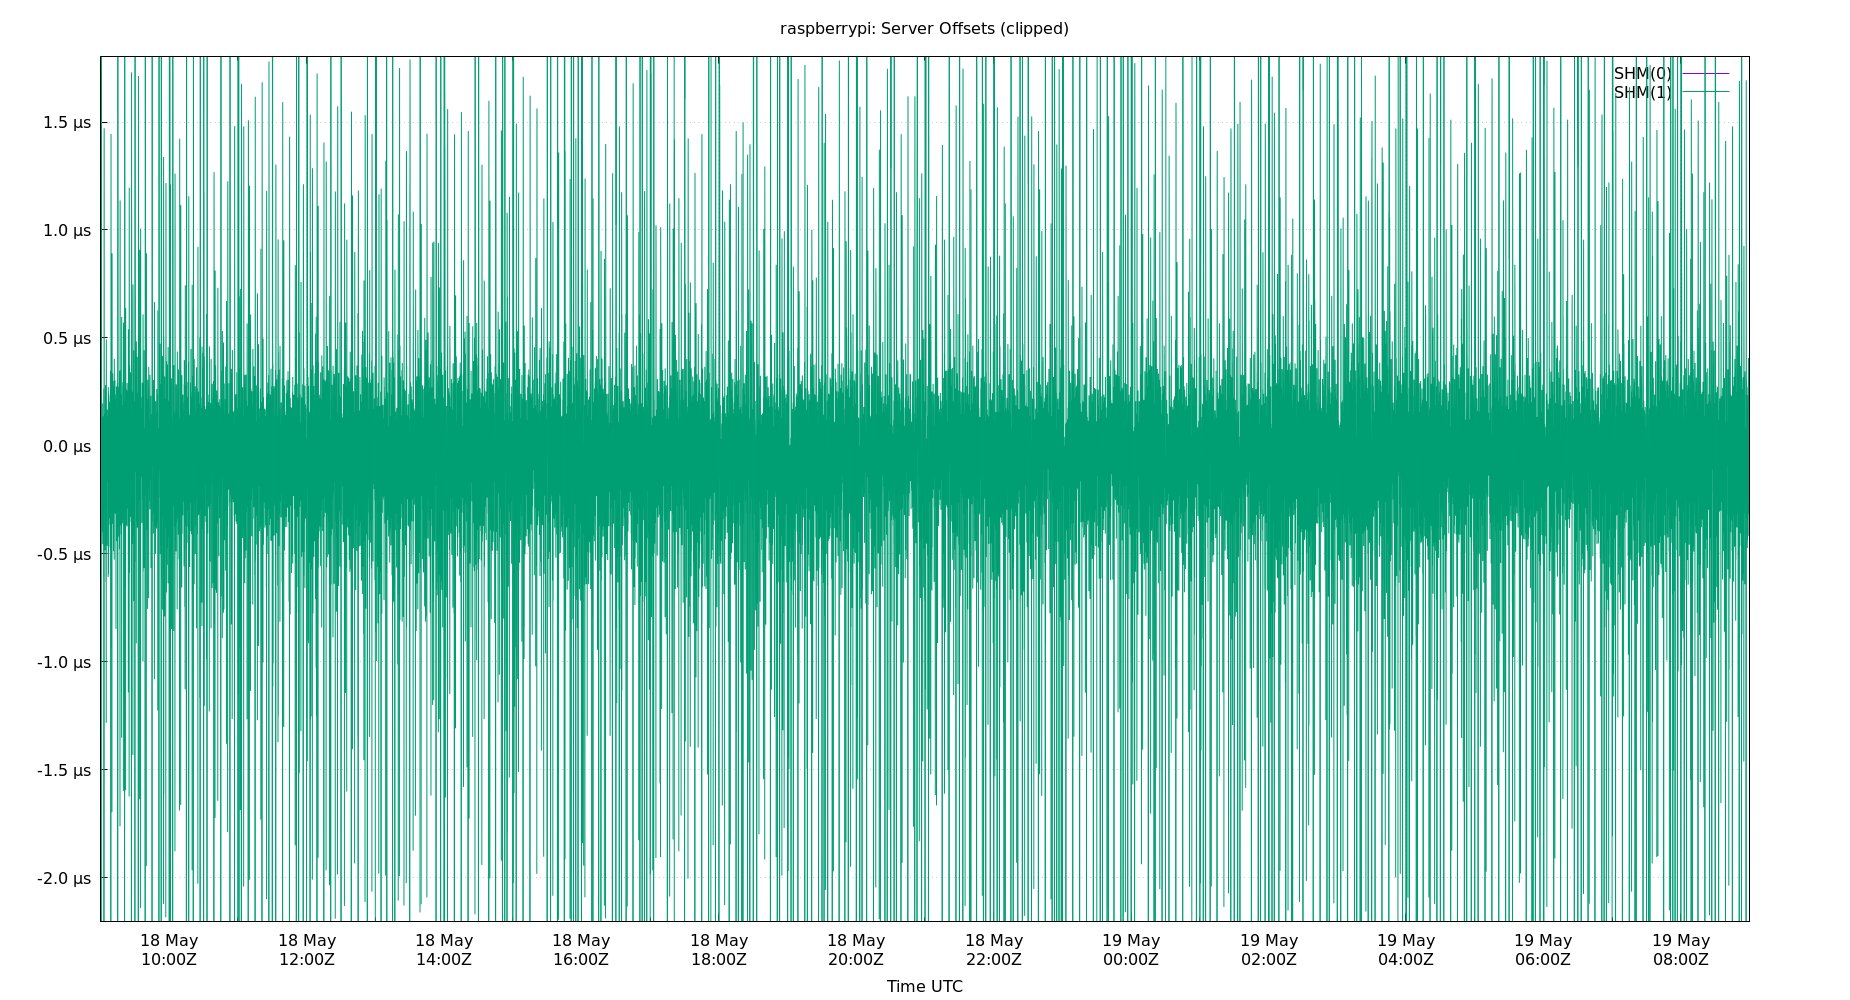 raspberrypi: Server Offsets (clipped)
SHM(0)
SHM(1)
1.5 µs
1.0 µs
0.5 µs
0.0 µs
-0.5 µs
-1.0 µs
-1.5 µs
-2.0 µs
18 May 18 May 18 May 18 May 18 May 18 May 18 May 19 May 19 May 19 May 19 May 19 May
10:00Z 12:00Z 14:00Z 16:00Z 18:00Z 20:00Z 22:00Z 00:00Z 02:00Z 04:00Z 06:00Z 08:00Z
Time UTC